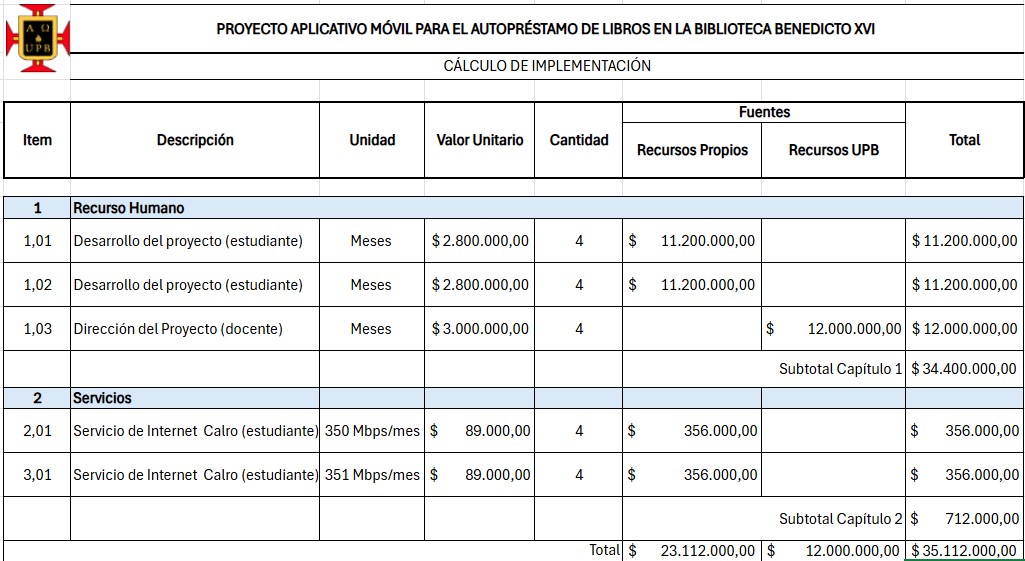 PROYECTO APLICATIVO MÓVIL PARA EL AUTOPRÉSTAMO DE LIBROS EN LA BIBLIOTECA BENEDICTO XVI
A Ω
UPB
CÁLCULO DE IMPLEMENTACIÓN
Item Descripción Unidad Valor Unitario Cantidad Fuentes Total
Recursos Propios Recursos UPB
1 Recurso Humano
1,01 Desarrollo del proyecto (estudiante) Meses $ 2.800.000,00 4 $ 11.200.000,00 $ 11.200.000,00
1,02 Desarrollo del proyecto (estudiante) Meses $ 2.800.000,00 4 $ 11.200.000,00 $ 11.200.000,00
1,03 Dirección del Proyecto (docente) Meses $ 3.000.000,00 4 $ 12.000.000,00 $ 12.000.000,00
Subtotal Capítulo 1 $ 34.400.000,00
2 Servicios
2,01 Servicio de Internet Calro (estudiante) 350 Mbps/mes $ 89.000,00 4 $ 356.000,00 $ 356.000,00
3,01 Servicio de Internet Calro (estudiante) 351 Mbps/mes $ 89.000,00 4 $ 356.000,00 $ 356.000,00
Subtotal Capítulo 2 $ 712.000,00
Total $ 23.112.000,00 $ 12.000.000,00 $ 35.112.000,00